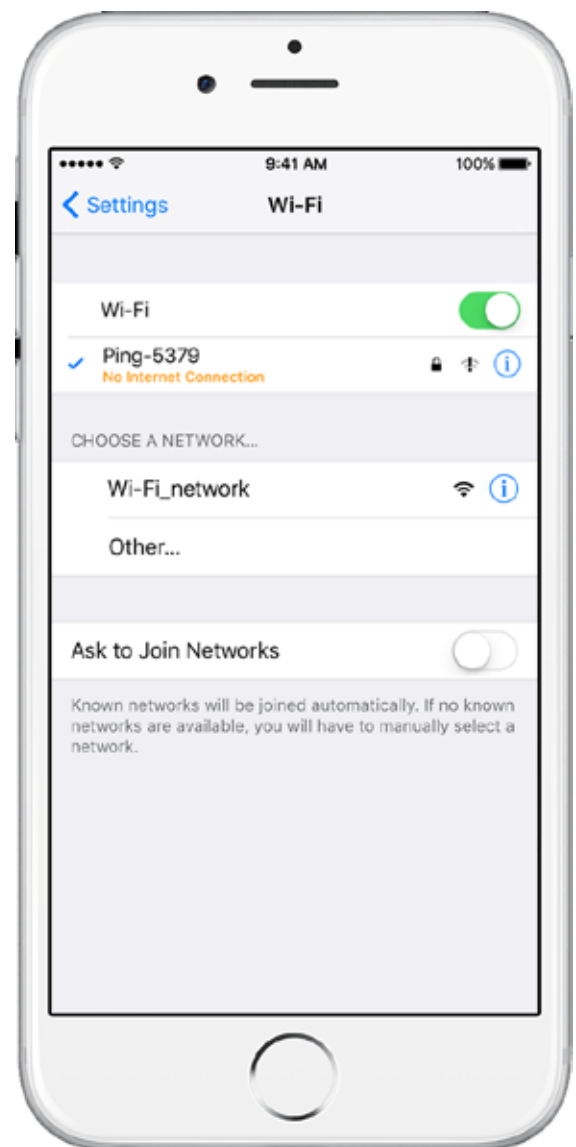 9:41 AM
100%
Settings
Wi-Fi
Wi-Fi
Ping-5379
No Internet Connection
CHOOSE A NETWORK...
Wi-Fi_network
Other...
Ask to Join Networks
Known networks will be joined automatically. If no known
networks are available, you will have to manually select a
network.